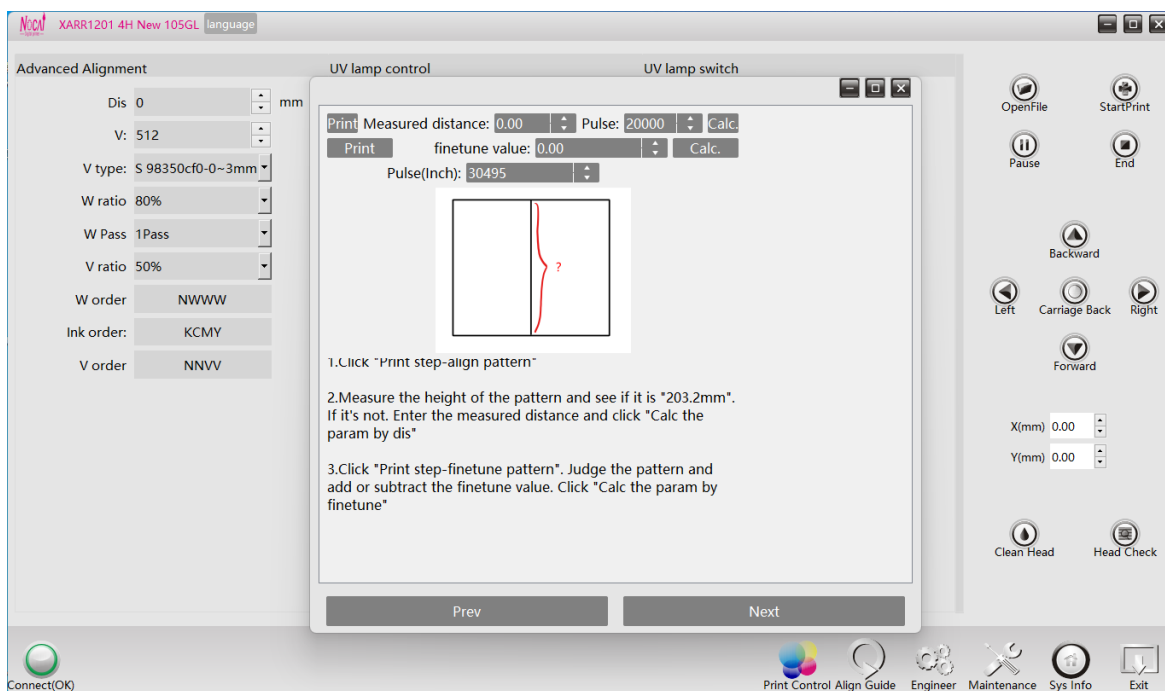 Nocai
XARR1201 4H New 105GL language
Advanced Alignment
UV lamp control
UV lamp switch
Dis 0 mm
V: 512
V type: S 98350cf0-0~3mm
W ratio 80%
W Pass 1Pass
V ratio 50%
W order NWWW
Ink order: KCMY
V order NNVV
Print Measured distance: 0.00 Pulse: 20000 Calc.
Print finetune value: 0.00 Calc.
Pulse(Inch): 30495
?
1.Click "Print step-align pattern"
2.Measure the height of the pattern and see if it is "203.2mm".
If it's not. Enter the measured distance and click "Calc the
param by dis"
3.Click "Print step-finetune pattern". Judge the pattern and
add or subtract the finetune value. Click "Calc the param by
finetune"
Prev
Next
OpenFile
StartPrint
Pause
End
Backward
Left
Carriage Back
Right
Forward
X(mm) 0.00
Y(mm) 0.00
Clean Head
Head Check
Connect(OK)
Print Control
Align Guide
Engineer
Maintenance
Sys Info
Exit